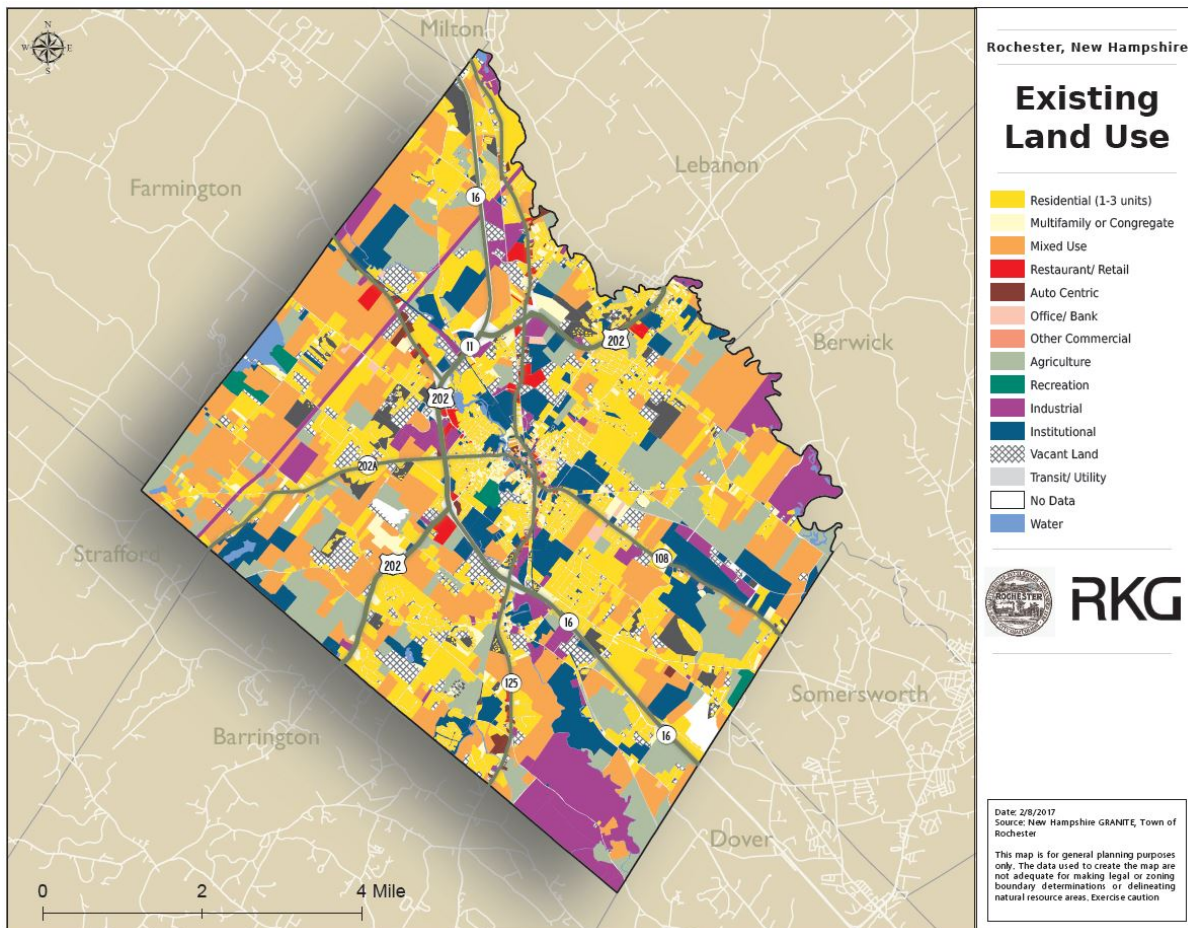 N
W E
S
Milton
Lebanon
Farmington
16
11
202
Berwick
202
202A
Strafford
202
108
16
125
Somersworth
Barrington
16
Dover
0 2 4 Mile
Rochester, New Hampshire
Existing
Land Use
Residential (1-3 units)
Multifamily or Congregate
Mixed Use
Restaurant/ Retail
Auto Centric
Office/ Bank
Other Commercial
Agriculture
Recreation
Industrial
Institutional
Vacant Land
Transit/ Utility
No Data
Water
ROCHESTER
RKG
Date: 2/8/2017
Source: New Hampshire GRANITE, Town of
Rochester
This map is for general planning purposes
only. The data used to create the map are
not adequate for making legal or zoning
boundary determinations or delineating
natural resource areas. Exercise caution